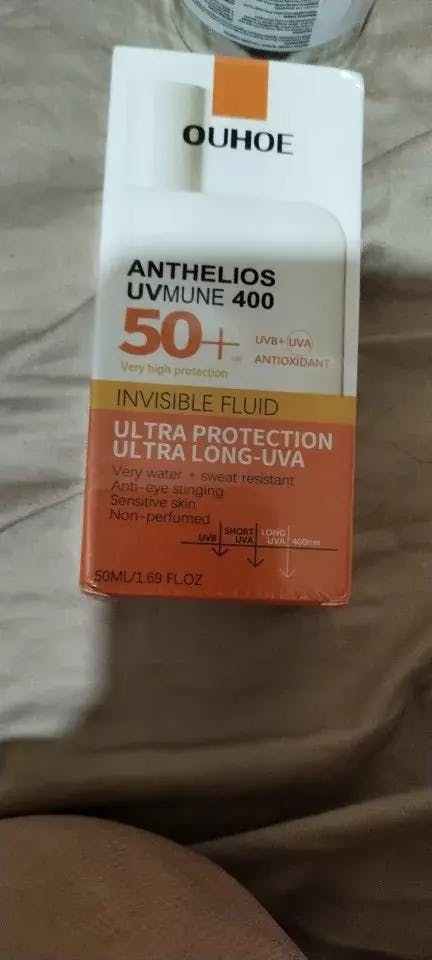 OUHOE
ANTHELIOS
UVMUNE 400
50+
UVB+ UVA
ANTIOXIDANT
Very high protection
INVISIBLE FLUID
ULTRA PROTECTION
ULTRA LONG-UVA
Very water + sweat resistant
Anti-eye stinging
Sensitive skin
Non-perfumed
UVB
SHORT
UVA
LONG
UVA
400nm
50ML/1.69 FL.OZ